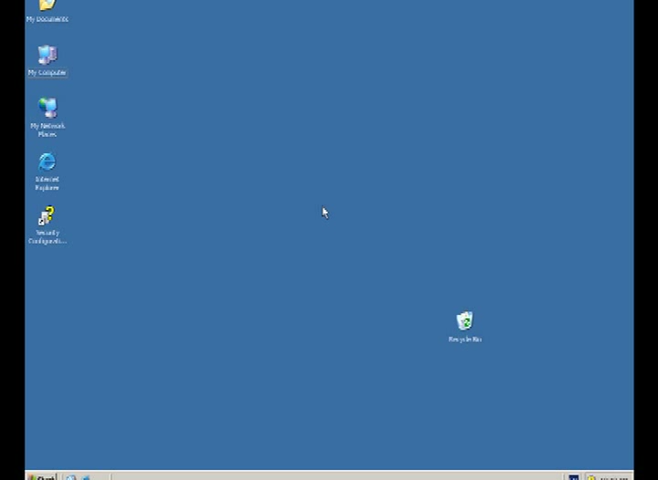 My Documents
My Computer
My Network
Places
Internet
Explorer
Security
Configurati...
Recycle Bin
Start